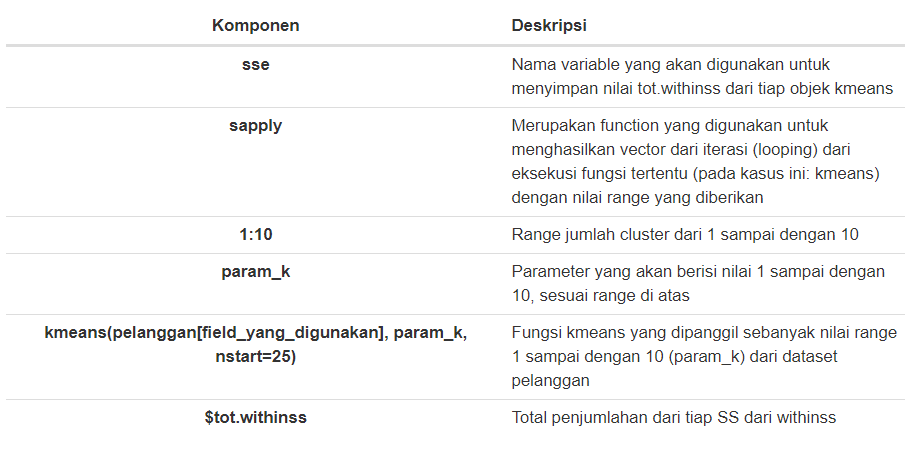 Komponen Deskripsi
sse Nama variable yang akan digunakan untuk
menyimpan nilai tot.withinss dari tiap objek kmeans
sapply Merupakan function yang digunakan untuk
menghasilkan vector dari iterasi (looping) dari
eksekusi fungsi tertentu (pada kasus ini: kmeans)
dengan nilai range yang diberikan
1:10 Range jumlah cluster dari 1 sampai dengan 10
param_k Parameter yang akan berisi nilai 1 sampai dengan
10, sesuai range di atas
kmeans(pelanggan[field_yang_digunakan], param_k, Fungsi kmeans yang dipanggil sebanyak nilai range
nstart=25) 1 sampai dengan 10 (param_k) dari dataset
pelanggan
$tot.withinss Total penjumlahan dari tiap SS dari withinss